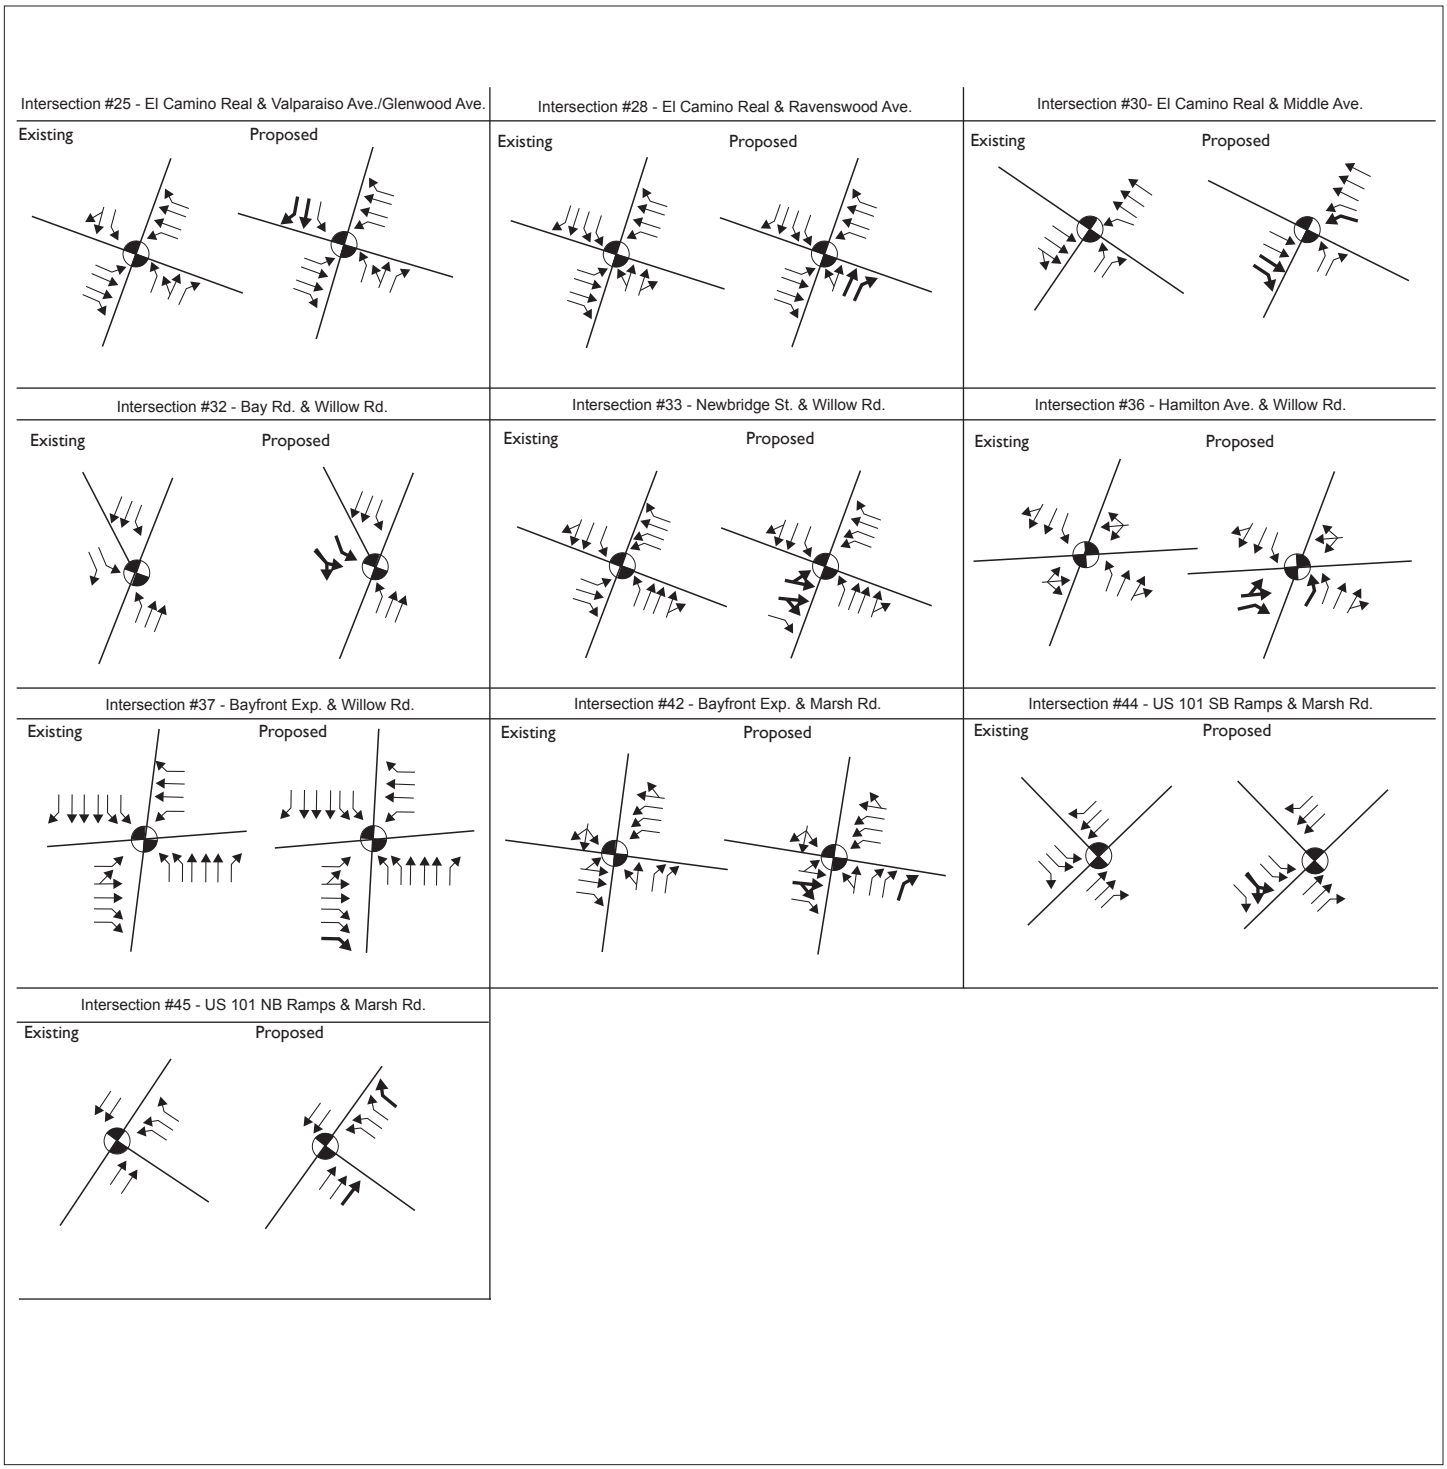 Intersection #25 - El Camino Real & Valparaiso Ave./Glenwood Ave.
Existing
Proposed
Intersection #28 - El Camino Real & Ravenswood Ave.
Existing
Proposed
Intersection #30- El Camino Real & Middle Ave.
Existing
Proposed
Intersection #32 - Bay Rd. & Willow Rd.
Existing
Proposed
Intersection #33 - Newbridge St. & Willow Rd.
Existing
Proposed
Intersection #36 - Hamilton Ave. & Willow Rd.
Existing
Proposed
Intersection #37 - Bayfront Exp. & Willow Rd.
Existing
Proposed
Intersection #42 - Bayfront Exp. & Marsh Rd.
Existing
Proposed
Intersection #44 - US 101 SB Ramps & Marsh Rd.
Existing
Proposed
Intersection #45 - US 101 NB Ramps & Marsh Rd.
Existing
Proposed